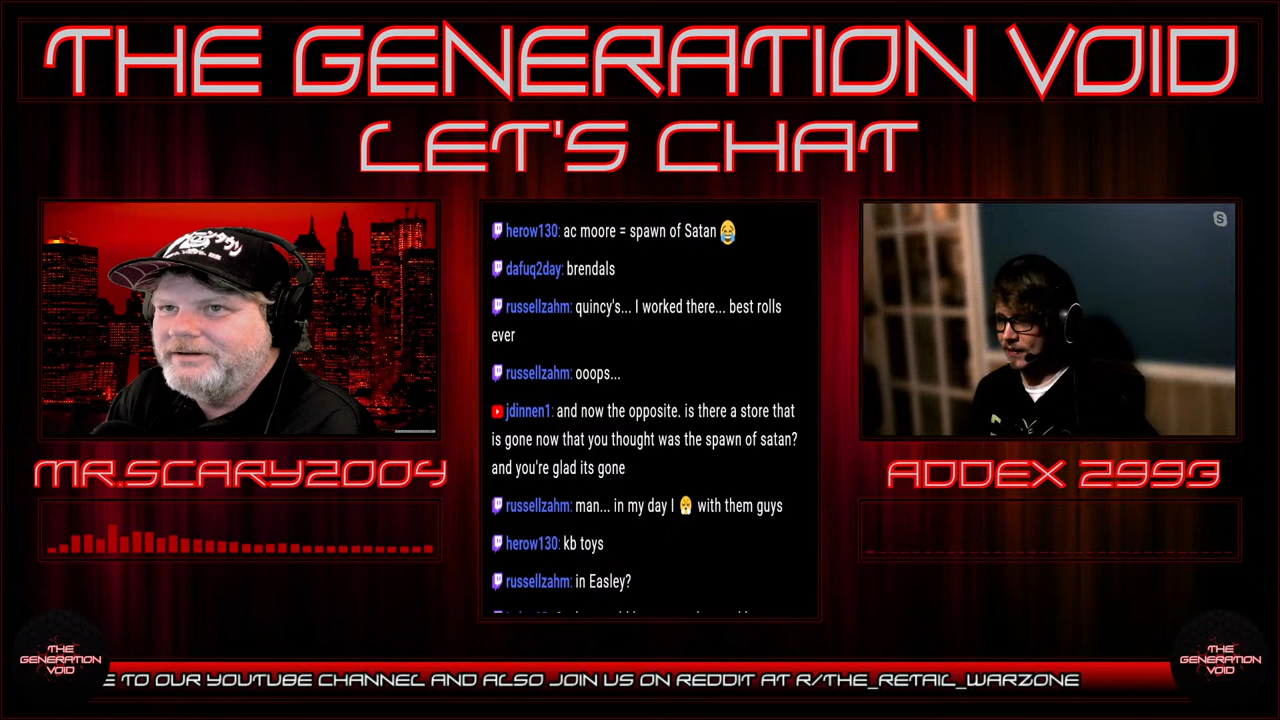 THE GENERATION VOID
LET'S CHAT
herow130: ac moore = spawn of Satan 😂
dafuq2day: brendals
russellzahm: quincy's... I worked there... best rolls
ever
russellzahm: ooops...
jdinnen1: and now the opposite. is there a store that
is gone now that you thought was the spawn of satan?
and you're glad its gone
russellzahm: man... in my day I 😤 with them guys
herow130: kb toys
russellzahm: in Easley?
MR.SCARY2004
ADDEX 2993
THE
GENERATION
VOID
E TO OUR YOUTUBE CHANNEL AND ALSO JOIN US ON REDDIT AT R/THE_RETAIL_WARZONE
THE
GENERATION
VOID